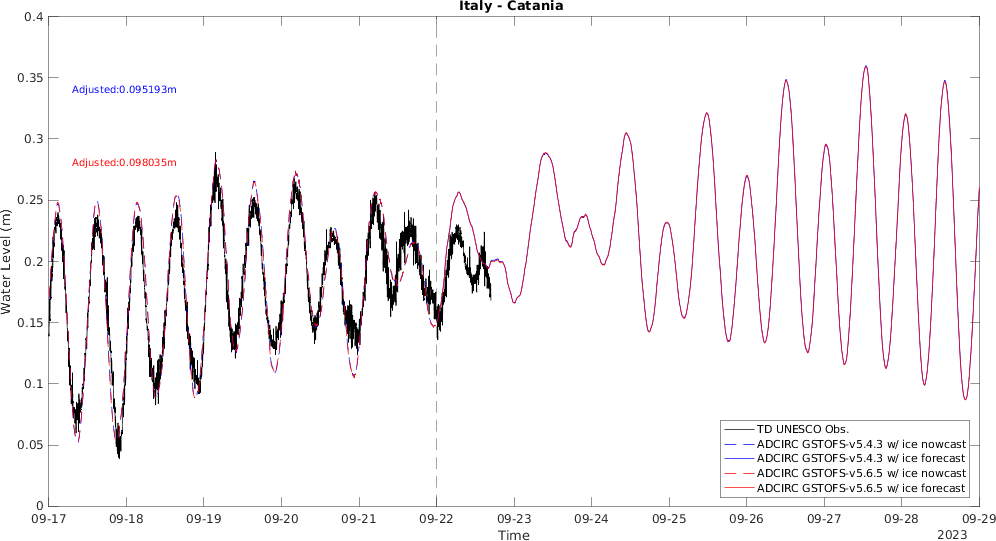 Italy - Catania
0.4
0.35
0.3
0.25
0.2
0.15
0.1
0.05
0
Water Level (m)
Adjusted:0.095193m
Adjusted:0.098035m
TD UNESCO Obs.
ADCIRC GSTOFS-v5.4.3 w/ ice nowcast
ADCIRC GSTOFS-v5.4.3 w/ ice forecast
ADCIRC GSTOFS-v5.6.5 w/ ice nowcast
ADCIRC GSTOFS-v5.6.5 w/ ice forecast
09-17 09-18 09-19 09-20 09-21 09-22 09-23 09-24 09-25 09-26 09-27 09-28 09-29
Time
2023